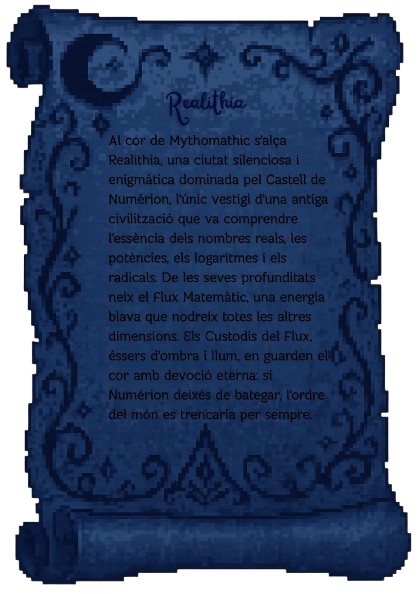 Realithia
Al cor de Mythomathic s'alça
Realithia, una ciutat silenciosa i
enigmàtica dominada pel Castell de
Numèrion, l'únic vestigi d'una antiga
civilització que va comprendre
l'essència dels nombres reals, les
potències, els logaritmes i els
radicals. De les seves profunditats
neix el Flux Matemàtic, una energia
blava que nodreix totes les altres
dimensions. Els Custodis del Flux,
éssers d'ombra i llum, en guarden el
cor amb devoció eterna: si
Numèrion deixés de bategar, l'ordre
del món es trencaria per sempre.